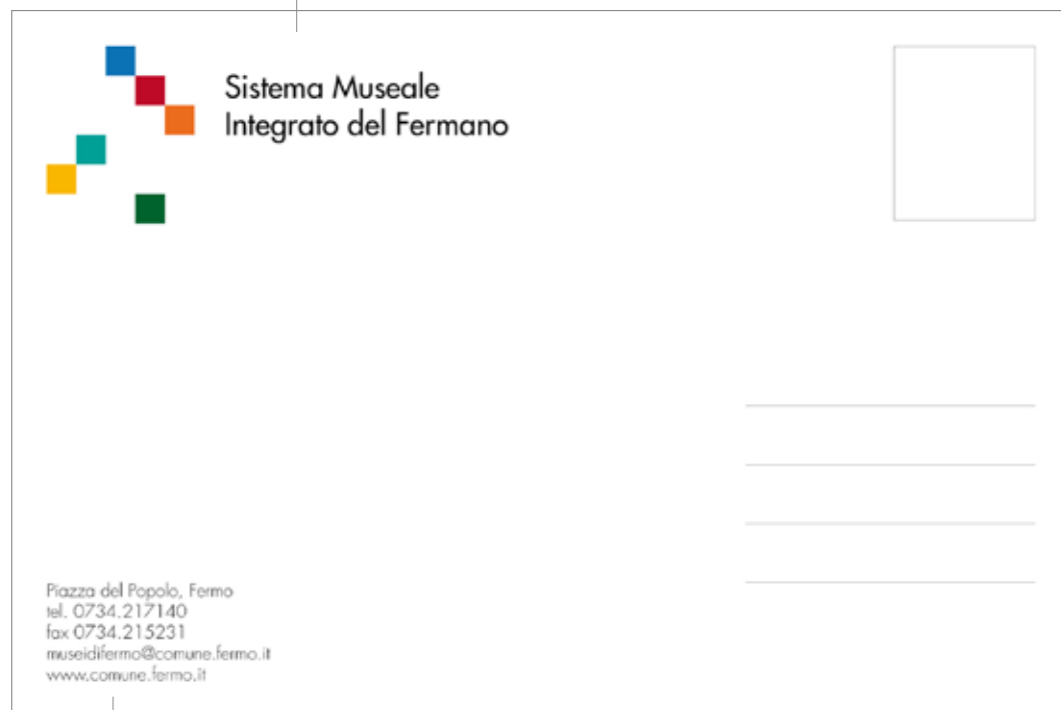 Sistema Museale
Integrato del Fermano
Piazza del Popolo, Fermo
tel. 0734.217140
fax 0734.215231
museidifermo@comune.fermo.it
www.comune.fermo.it